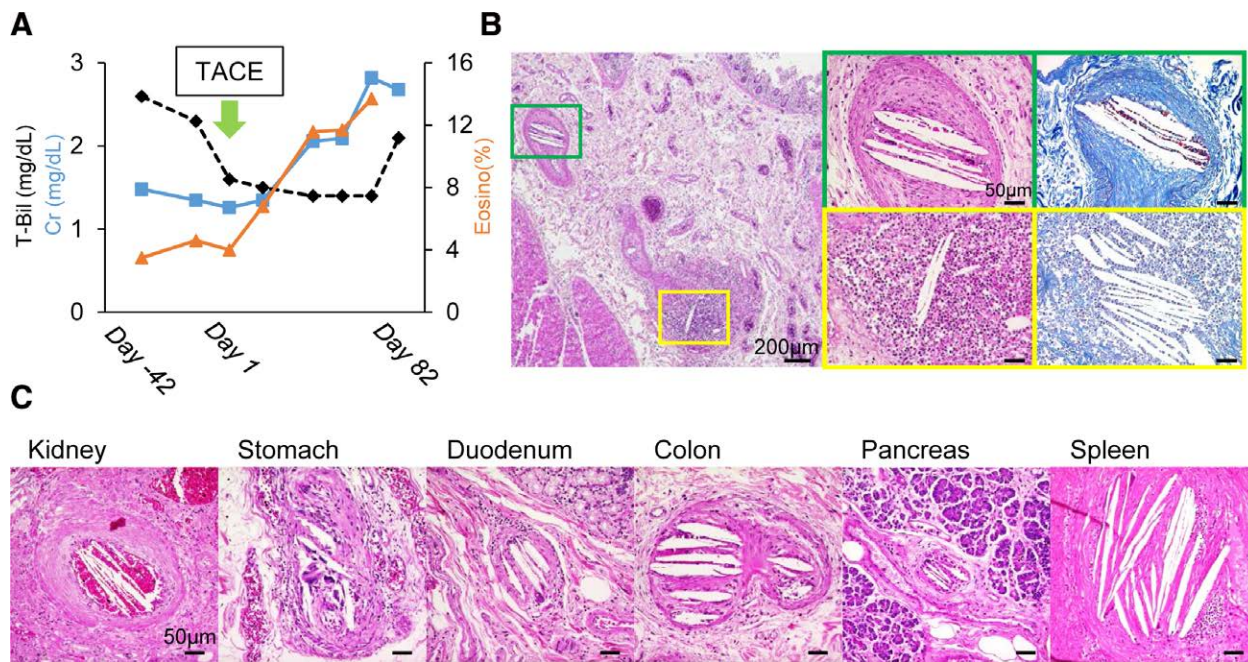 A
TACE
3
2
1
0
T-Bil (mg/dL)
Cr (mg/dL)
16
12
8
4
0
Eosino(%)
Day -42
Day 1
Day 82
B
200µm
50µm
C
Kidney
Stomach
Duodenum
Colon
Pancreas
Spleen
50µm